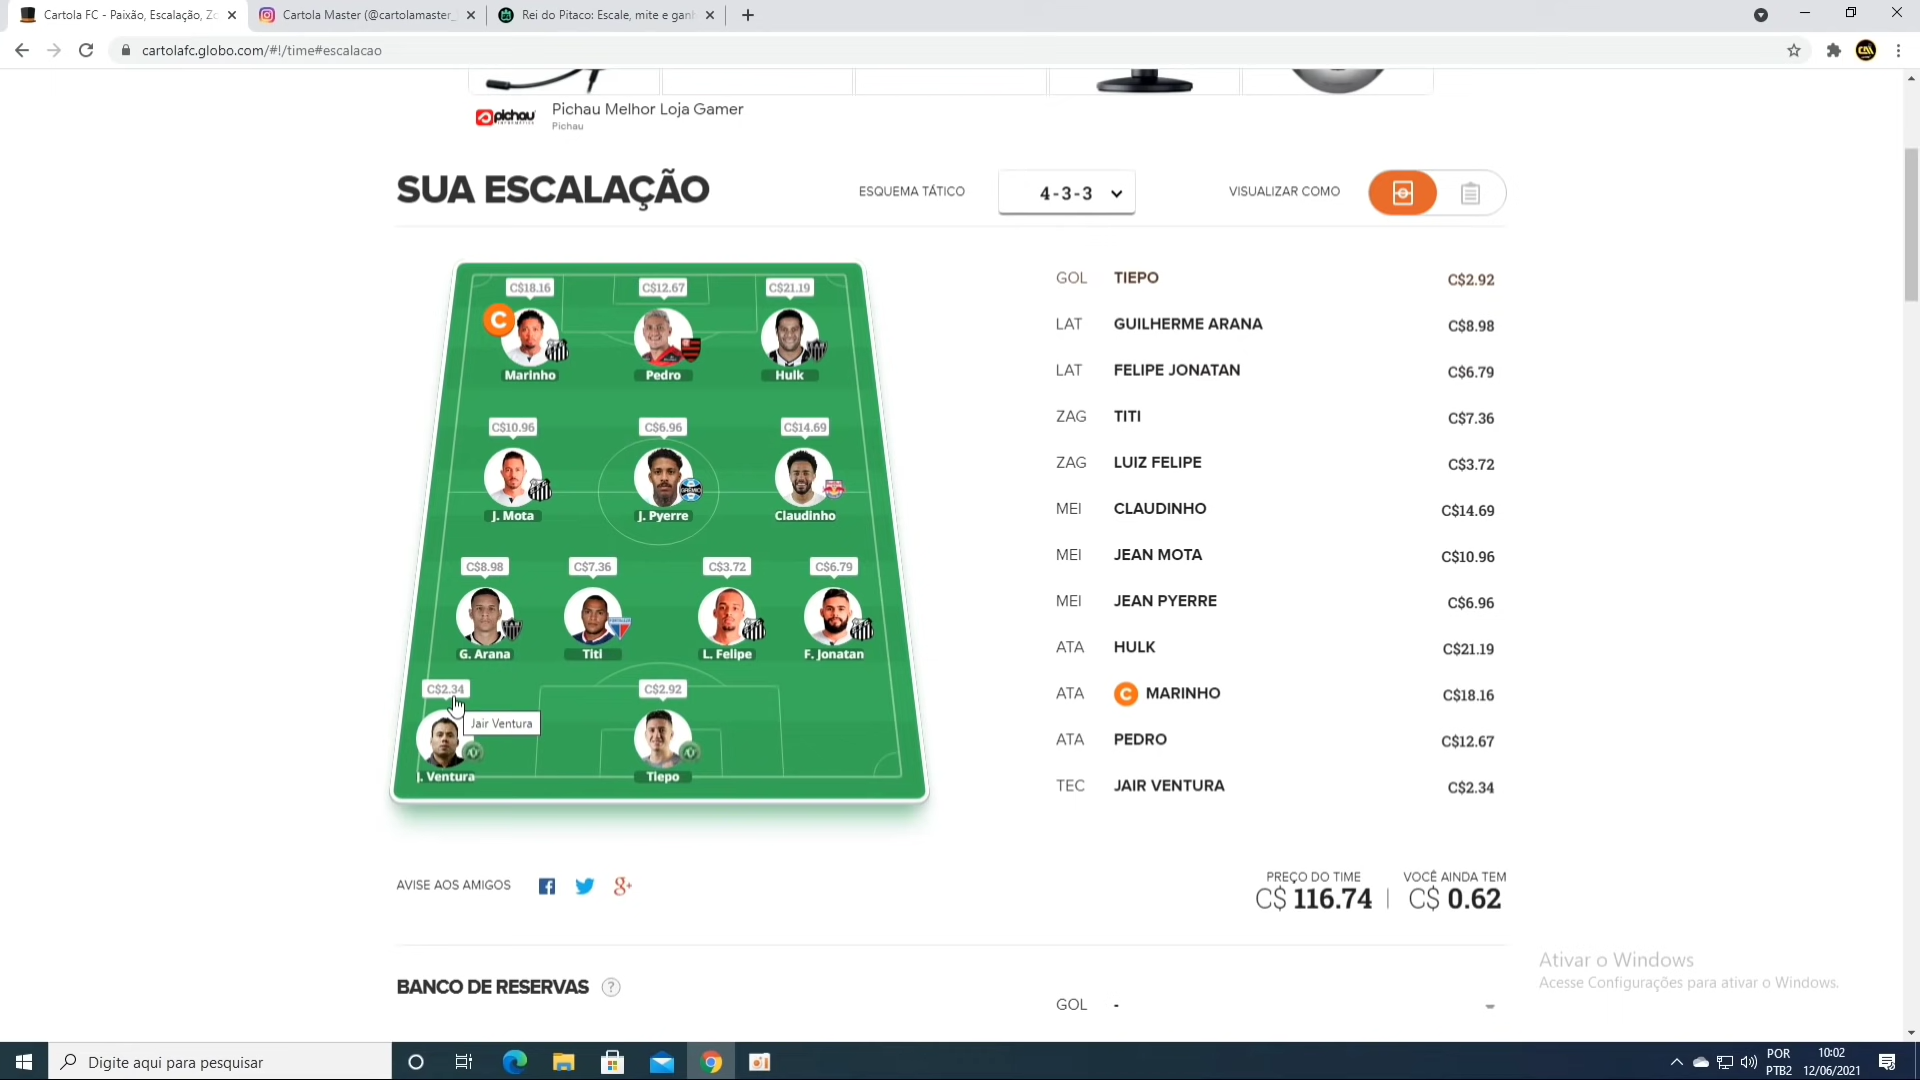 Cartola FC - Paixão, Escalação, Zo
Cartola Master (@cartolamaster_
Rei do Pitaco: Escale, mite e ganh
cartolafc.globo.com/#!/time#escalacao
pichau
Pichau Melhor Loja Gamer
Pichau
SUA ESCALAÇÃO
ESQUEMA TÁTICO
4-3-3
VISUALIZAR COMO
C$18.16
C$12.67
C$21.19
C
Marinho
Pedro
Hulk
C$10.96
C$6.96
C$14.69
J. Mota
J. Pyerre
Claudinho
C$8.98
C$7.36
C$3.72
C$6.79
G. Arana
Titi
L. Felipe
F. Jonatan
C$2.34
C$2.92
Jair Ventura
J. Ventura
Tiepo
GOL TIEPO C$2.92
LAT GUILHERME ARANA C$8.98
LAT FELIPE JONATAN C$6.79
ZAG TITI C$7.36
ZAG LUIZ FELIPE C$3.72
MEI CLAUDINHO C$14.69
MEI JEAN MOTA C$10.96
MEI JEAN PYERRE C$6.96
ATA HULK C$21.19
ATA C MARINHO C$18.16
ATA PEDRO C$12.67
TEC JAIR VENTURA C$2.34
AVISE AOS AMIGOS
g+
PREÇO DO TIME
C$ 116.74
VOCÊ AINDA TEM
C$ 0.62
BANCO DE RESERVAS ?
GOL -
Ativar o Windows
Acesse Configurações para ativar o Windows.
Digite aqui para pesquisar
POR
PTB2
10:02
12/06/2021